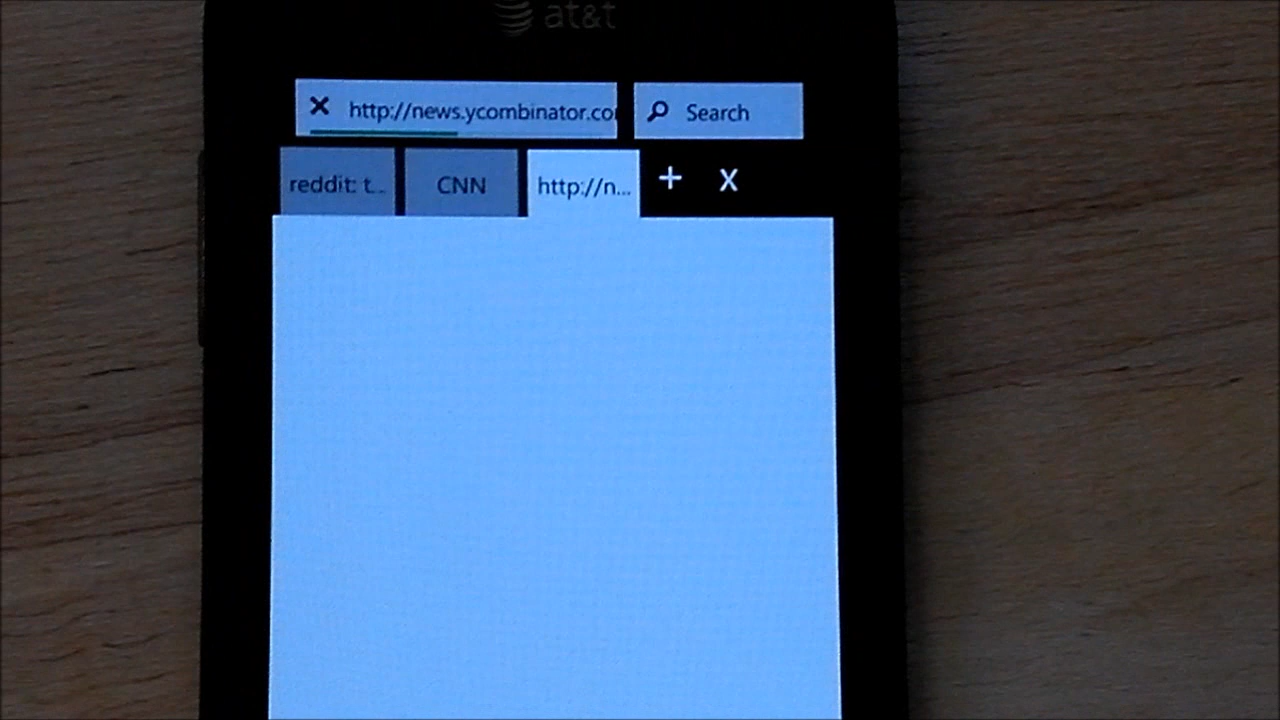 at&t
http://news.ycombinator.co
Search
reddit: t...
CNN
http://n...
+
X